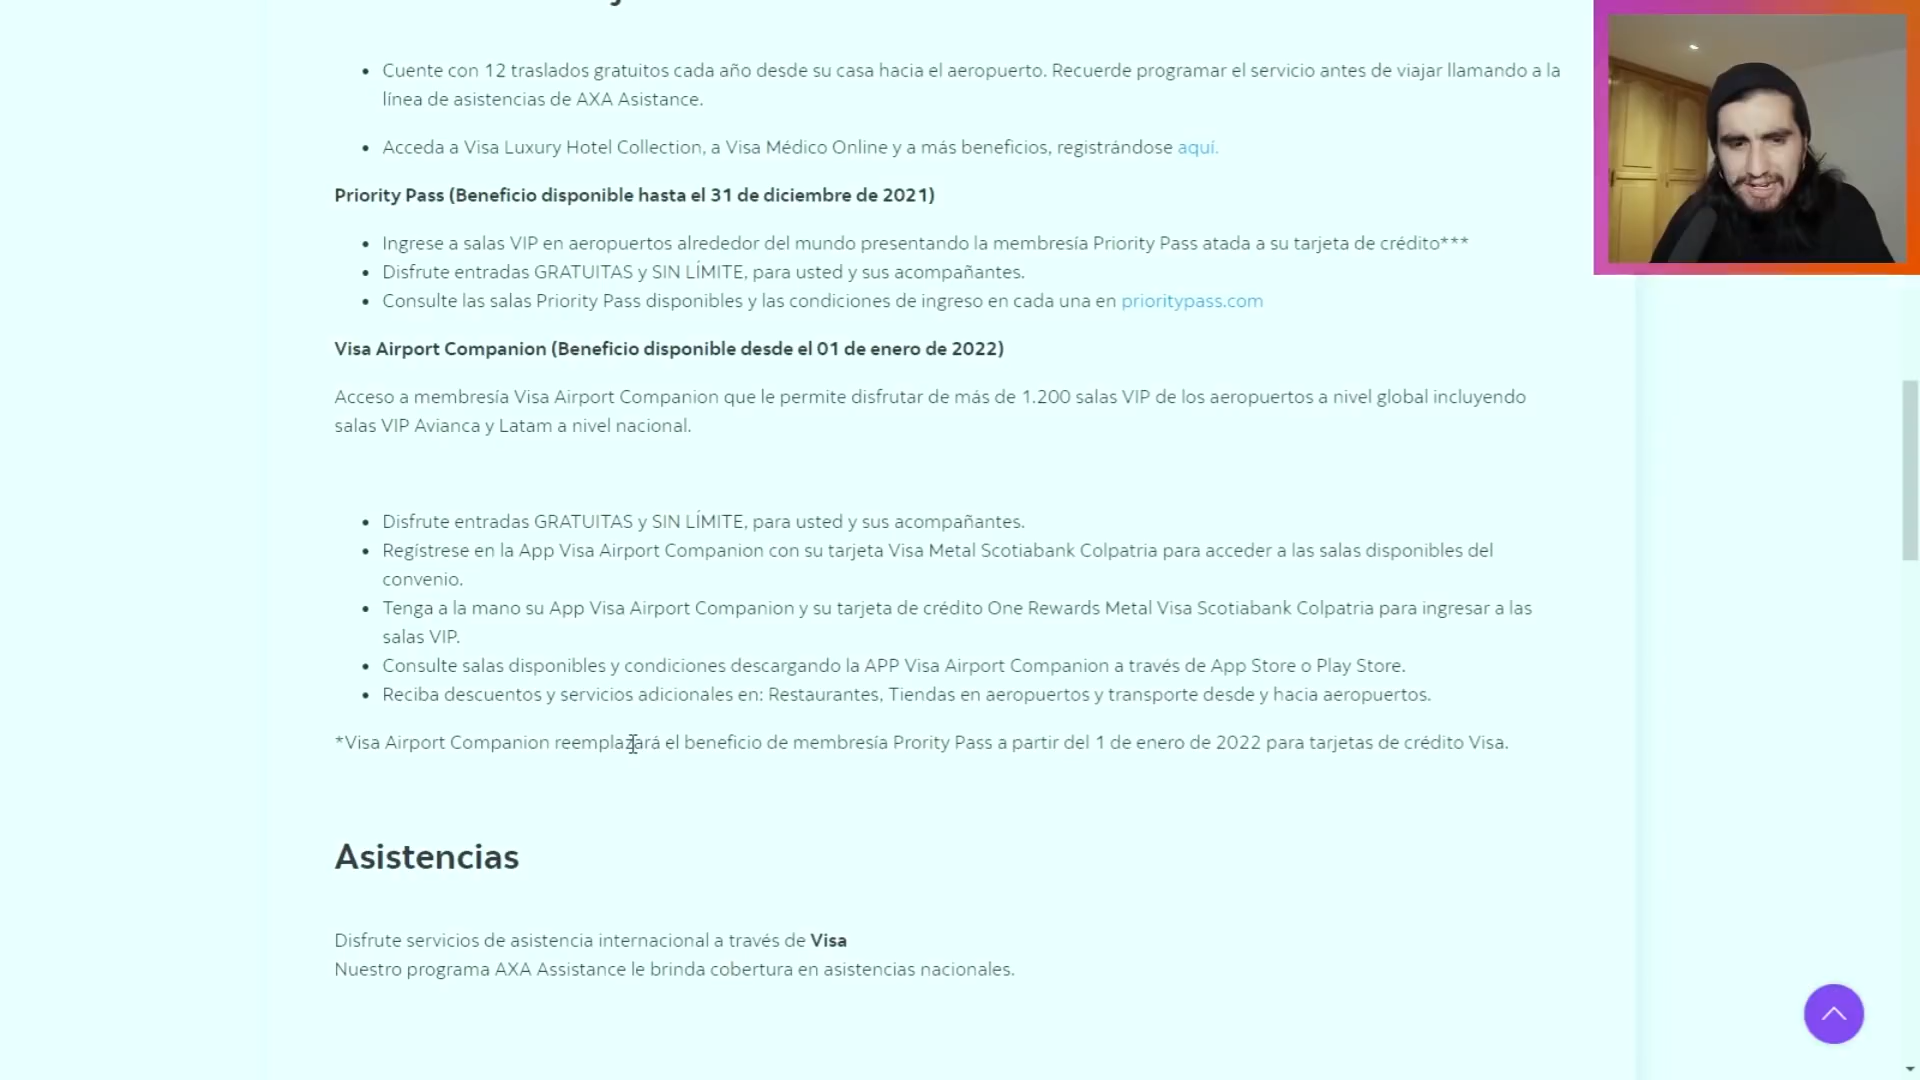 Cuente con 12 traslados gratuitos cada año desde su casa hacia el aeropuerto. Recuerde programar el servicio antes de viajar llamando a la
línea de asistencias de AXA Asistance.
Acceda a Visa Luxury Hotel Collection, a Visa Médico Online y a más beneficios, registrándose aquí.
Priority Pass (Beneficio disponible hasta el 31 de diciembre de 2021)
Ingrese a salas VIP en aeropuertos alrededor del mundo presentando la membresía Priority Pass atada a su tarjeta de crédito***
Disfrute entradas GRATUITAS y SIN LÍMITE, para usted y sus acompañantes.
Consulte las salas Priority Pass disponibles y las condiciones de ingreso en cada una en prioritypass.com
Visa Airport Companion (Beneficio disponible desde el 01 de enero de 2022)
Acceso a membresía Visa Airport Companion que le permite disfrutar de más de 1.200 salas VIP de los aeropuertos a nivel global incluyendo
salas VIP Avianca y Latam a nivel nacional.
Disfrute entradas GRATUITAS y SIN LÍMITE, para usted y sus acompañantes.
Regístrese en la App Visa Airport Companion con su tarjeta Visa Metal Scotiabank Colpatria para acceder a las salas disponibles del
convenio.
Tenga a la mano su App Visa Airport Companion y su tarjeta de crédito One Rewards Metal Visa Scotiabank Colpatria para ingresar a las
salas VIP.
Consulte salas disponibles y condiciones descargando la APP Visa Airport Companion a través de App Store o Play Store.
Reciba descuentos y servicios adicionales en: Restaurantes, Tiendas en aeropuertos y transporte desde y hacia aeropuertos.
*Visa Airport Companion reemplazará el beneficio de membresía Prority Pass a partir del 1 de enero de 2022 para tarjetas de crédito Visa.
Asistencias
Disfrute servicios de asistencia internacional a través de Visa
Nuestro programa AXA Assistance le brinda cobertura en asistencias nacionales.